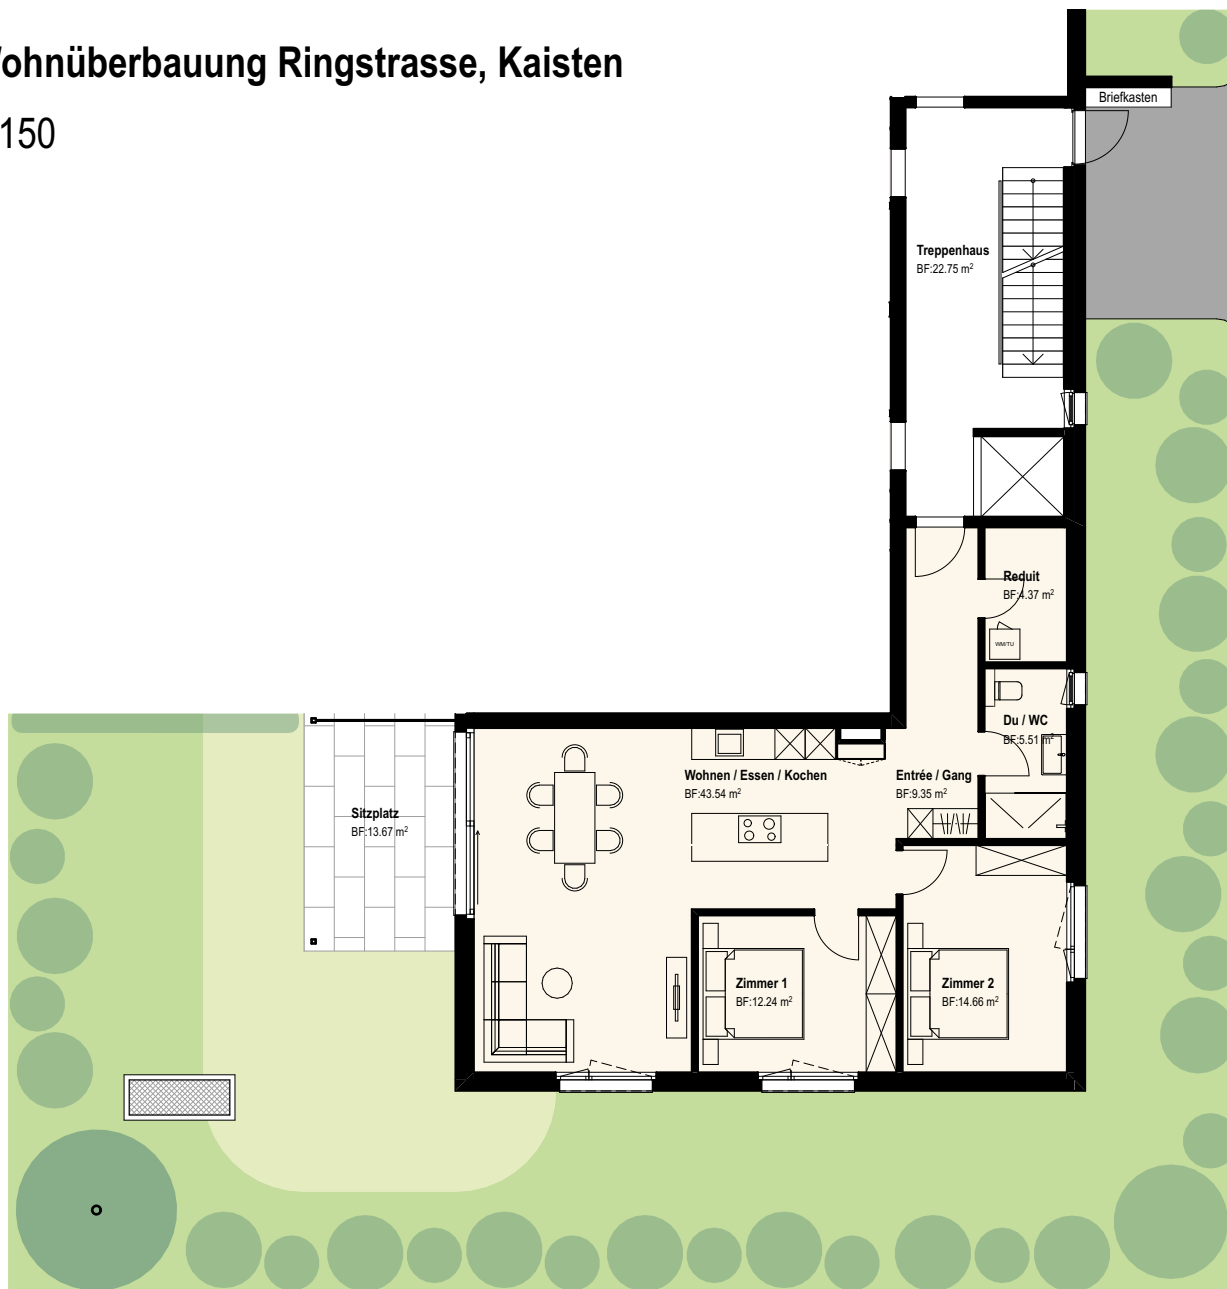 ohnüberbauung Ringstrasse, Kaisten
150
Briefkasten
Treppenhaus
BF:22.75 m²
Reduit
BF:4.37 m²
WM/TU
Du / WC
BF:5.51 m²
Wohnen / Essen / Kochen
BF:43.54 m²
Entrée / Gang
BF:9.35 m²
Sitzplatz
BF:13.67 m²
Zimmer 1
BF:12.24 m²
Zimmer 2
BF:14.66 m²